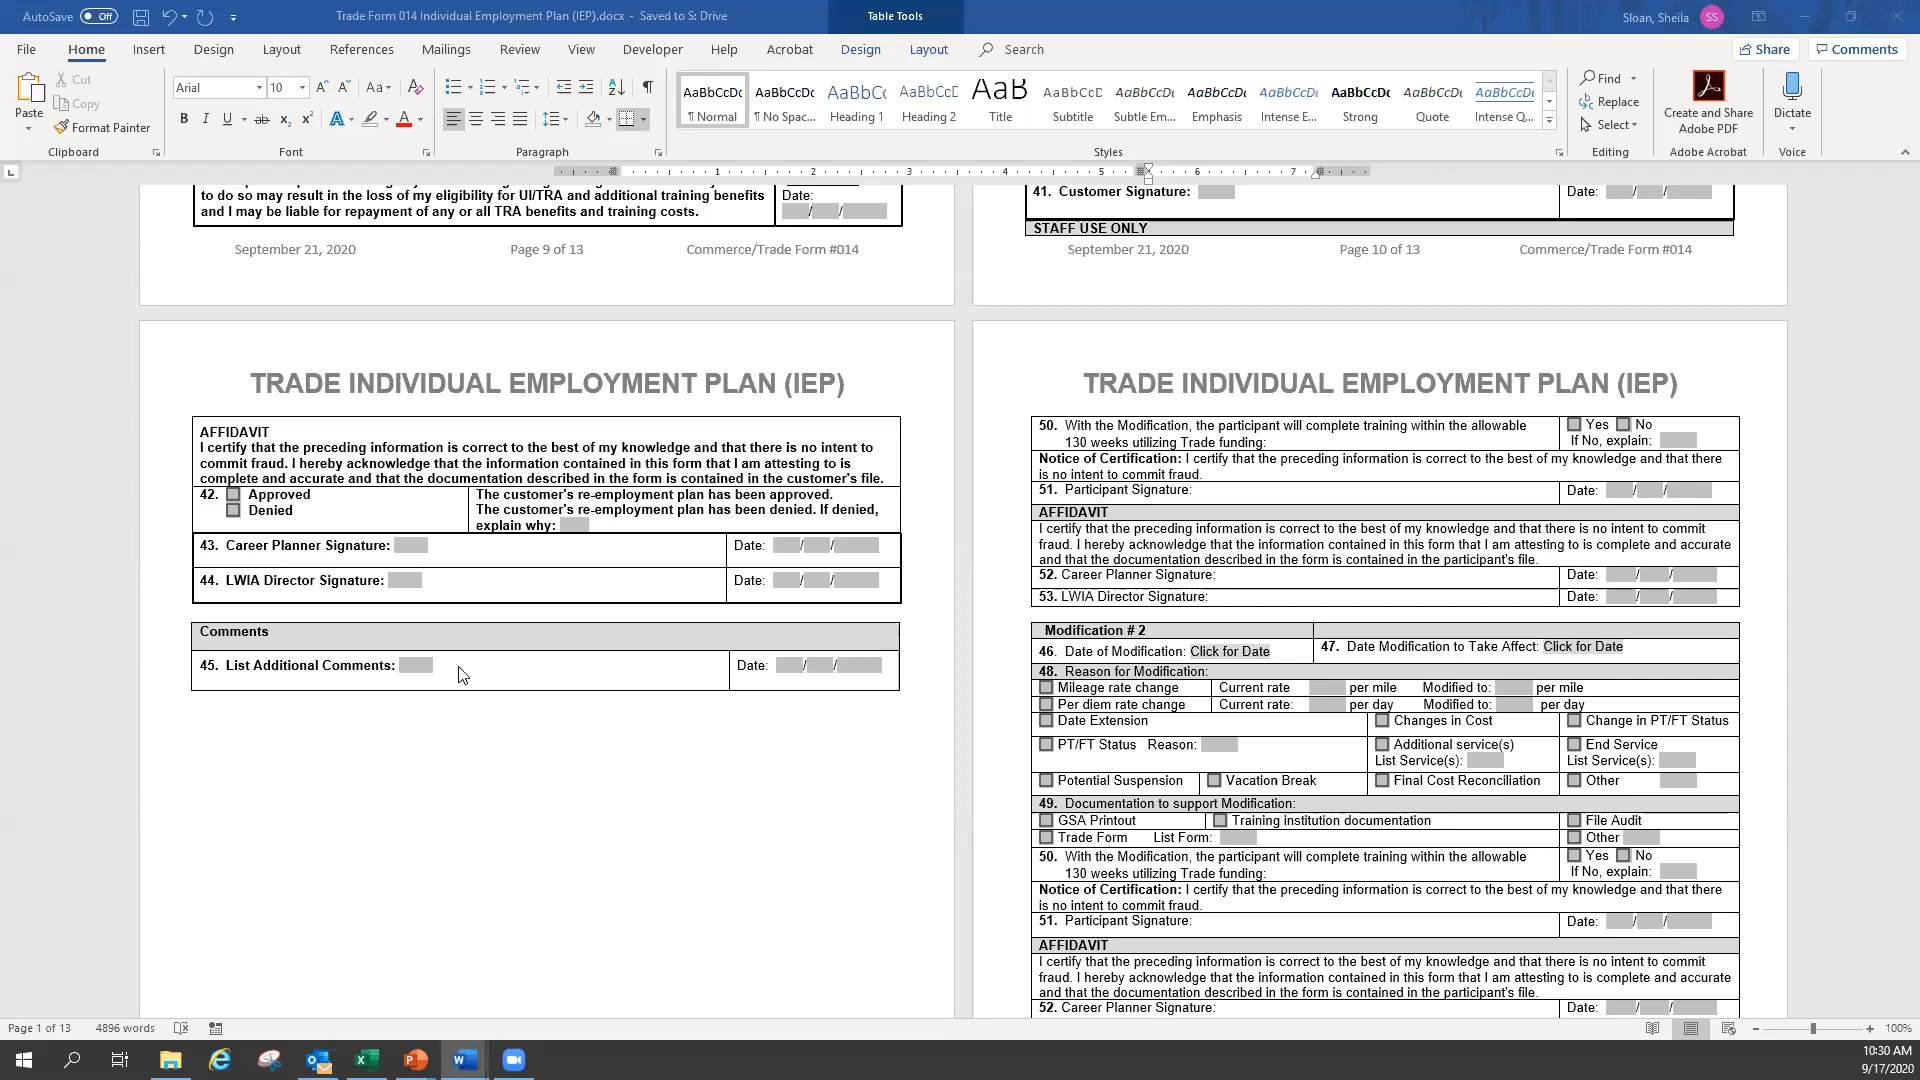 AutoSave Off
Trade Form 014 Individual Employment Plan (IEP).docx - Saved to S: Drive
Table Tools
Sloan, Sheila SS
File Home Insert Design Layout References Mailings Review View Developer Help Acrobat Design Layout Search
Share Comments
Paste
Cut
Copy
Format Painter
Clipboard
Arial 10
Font
Paragraph
AaBbCcDc AaBbCcDc AaBbCc AaBbCcD AaB AaBbCcD AaBbCcDc AaBbCcDc AaBbCcDc AaBbCcDc AaBbCcDc AaBbCcDc
¶ Normal ¶ No Spac... Heading 1 Heading 2 Title Subtitle Subtle Em... Emphasis Intense E... Strong Quote Intense Q...
Styles
Find
Replace
Select
Editing
Create and Share Adobe PDF
Adobe Acrobat
Dictate
Voice
1 2 3 4 5 6 7
to do so may result in the loss of my eligibility for UI/TRA and additional training benefits
and I may be liable for repayment of any or all TRA benefits and training costs.
Date:
/ /
September 21, 2020 Page 9 of 13 Commerce/Trade Form #014
41. Customer Signature: Date: / /
STAFF USE ONLY
September 21, 2020 Page 10 of 13 Commerce/Trade Form #014
TRADE INDIVIDUAL EMPLOYMENT PLAN (IEP)
AFFIDAVIT
I certify that the preceding information is correct to the best of my knowledge and that there is no intent to
commit fraud. I hereby acknowledge that the information contained in this form that I am attesting to is
complete and accurate and that the documentation described in the form is contained in the customer's file.
42. Approved The customer's re-employment plan has been approved.
Denied The customer's re-employment plan has been denied. If denied,
explain why:
43. Career Planner Signature: Date: / /
44. LWIA Director Signature: Date: / /
Comments
45. List Additional Comments: Date: / /
TRADE INDIVIDUAL EMPLOYMENT PLAN (IEP)
50. With the Modification, the participant will complete training within the allowable Yes No
130 weeks utilizing Trade funding: If No, explain:
Notice of Certification: I certify that the preceding information is correct to the best of my knowledge and that there
is no intent to commit fraud.
51. Participant Signature: Date: / /
AFFIDAVIT
I certify that the preceding information is correct to the best of my knowledge and that there is no intent to commit
fraud. I hereby acknowledge that the information contained in this form that I am attesting to is complete and accurate
and that the documentation described in the form is contained in the participant's file.
52. Career Planner Signature: Date: / /
53. LWIA Director Signature: Date: / /
Modification # 2
46. Date of Modification: Click for Date 47. Date Modification to Take Affect: Click for Date
48. Reason for Modification:
Mileage rate change Current rate per mile Modified to: per mile
Per diem rate change Current rate: per day Modified to: per day
Date Extension Changes in Cost Change in PT/FT Status
PT/FT Status Reason: Additional service(s) End Service
List Service(s): List Service(s):
Potential Suspension Vacation Break Final Cost Reconciliation Other
49. Documentation to support Modification:
GSA Printout Training institution documentation File Audit
Trade Form List Form: Other
50. With the Modification, the participant will complete training within the allowable Yes No
130 weeks utilizing Trade funding: If No, explain:
Notice of Certification: I certify that the preceding information is correct to the best of my knowledge and that there
is no intent to commit fraud.
51. Participant Signature: Date: / /
AFFIDAVIT
I certify that the preceding information is correct to the best of my knowledge and that there is no intent to commit
fraud. I hereby acknowledge that the information contained in this form that I am attesting to is complete and accurate
and that the documentation described in the form is contained in the participant's file.
52. Career Planner Signature: Date: / /
Page 1 of 13 4896 words 100%
10:30 AM
9/17/2020